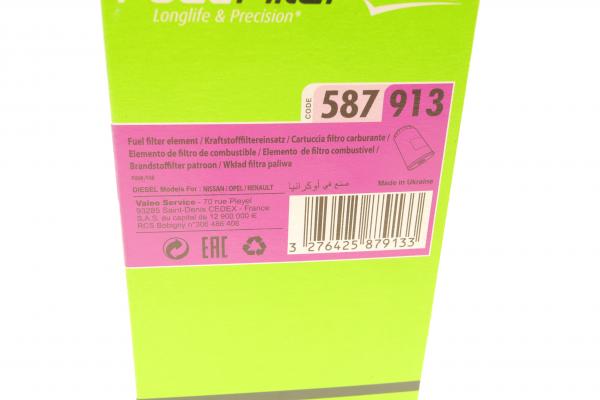 Longlife & Precision*
CODE 587 913
Fuel filter element / Kraftstofffiltereinsatz / Cartuccia filtro carburante /
Elemento de filtro de combustible / Elemento de filtro combustível /
Brandstoffilter patroon / Wkład filtra paliwa
DIESEL Models For : NISSAN / OPEL / RENAULT
صنع في أوكرانيا
Made in Ukraine
Valeo Service - 70 rue Pleyel
93285 Saint-Denis CEDEX - France
S.A.S. au capital de 12 900 000 €
RCS Bobigny n°306 486 408
EAC
3 276425 879133